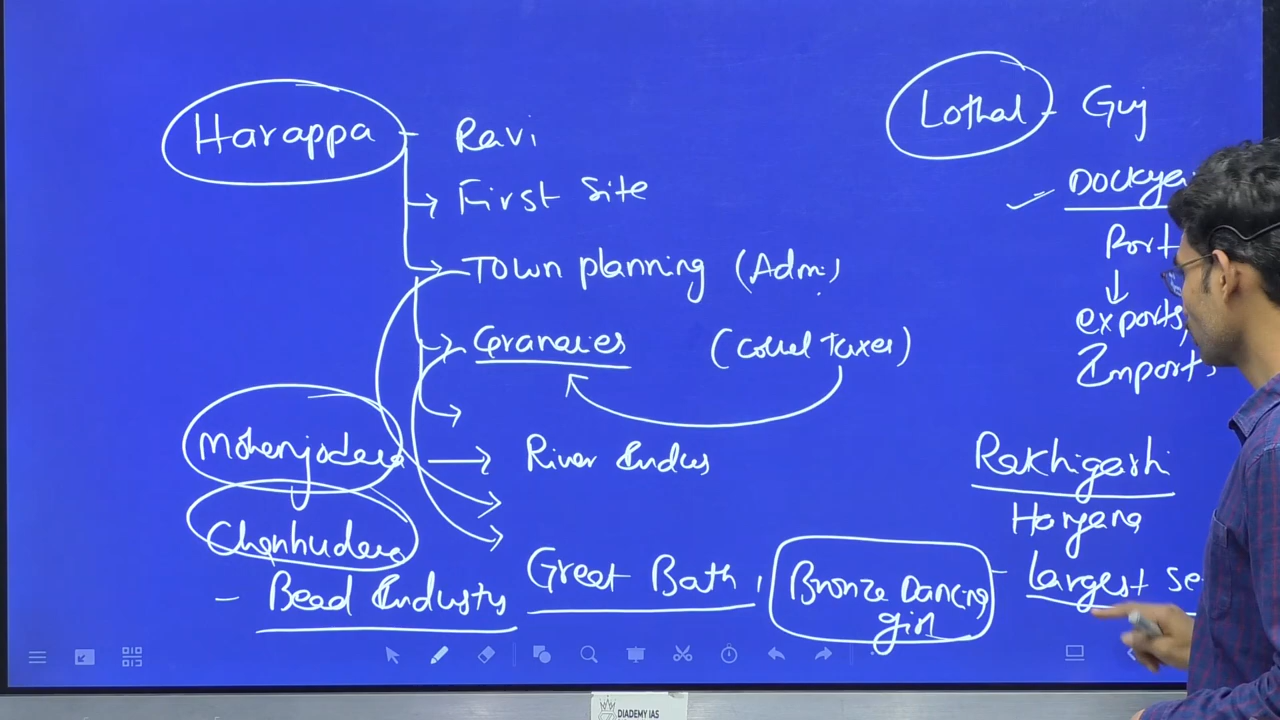 Harappa - Ravi
→ First Site
→ Town planning (Adm.)
→ Granaries (Collect taxes)
Mohenjodaro → River Indus
Great Bath, Bronze Dancing girl
Chanhudaro
- Bead Industry
Lothal - Guj
✓ Dockya
Port
↓
exports,
Imports
Rakhigarhi
Haryana
- largest Se
DIADEMY IAS